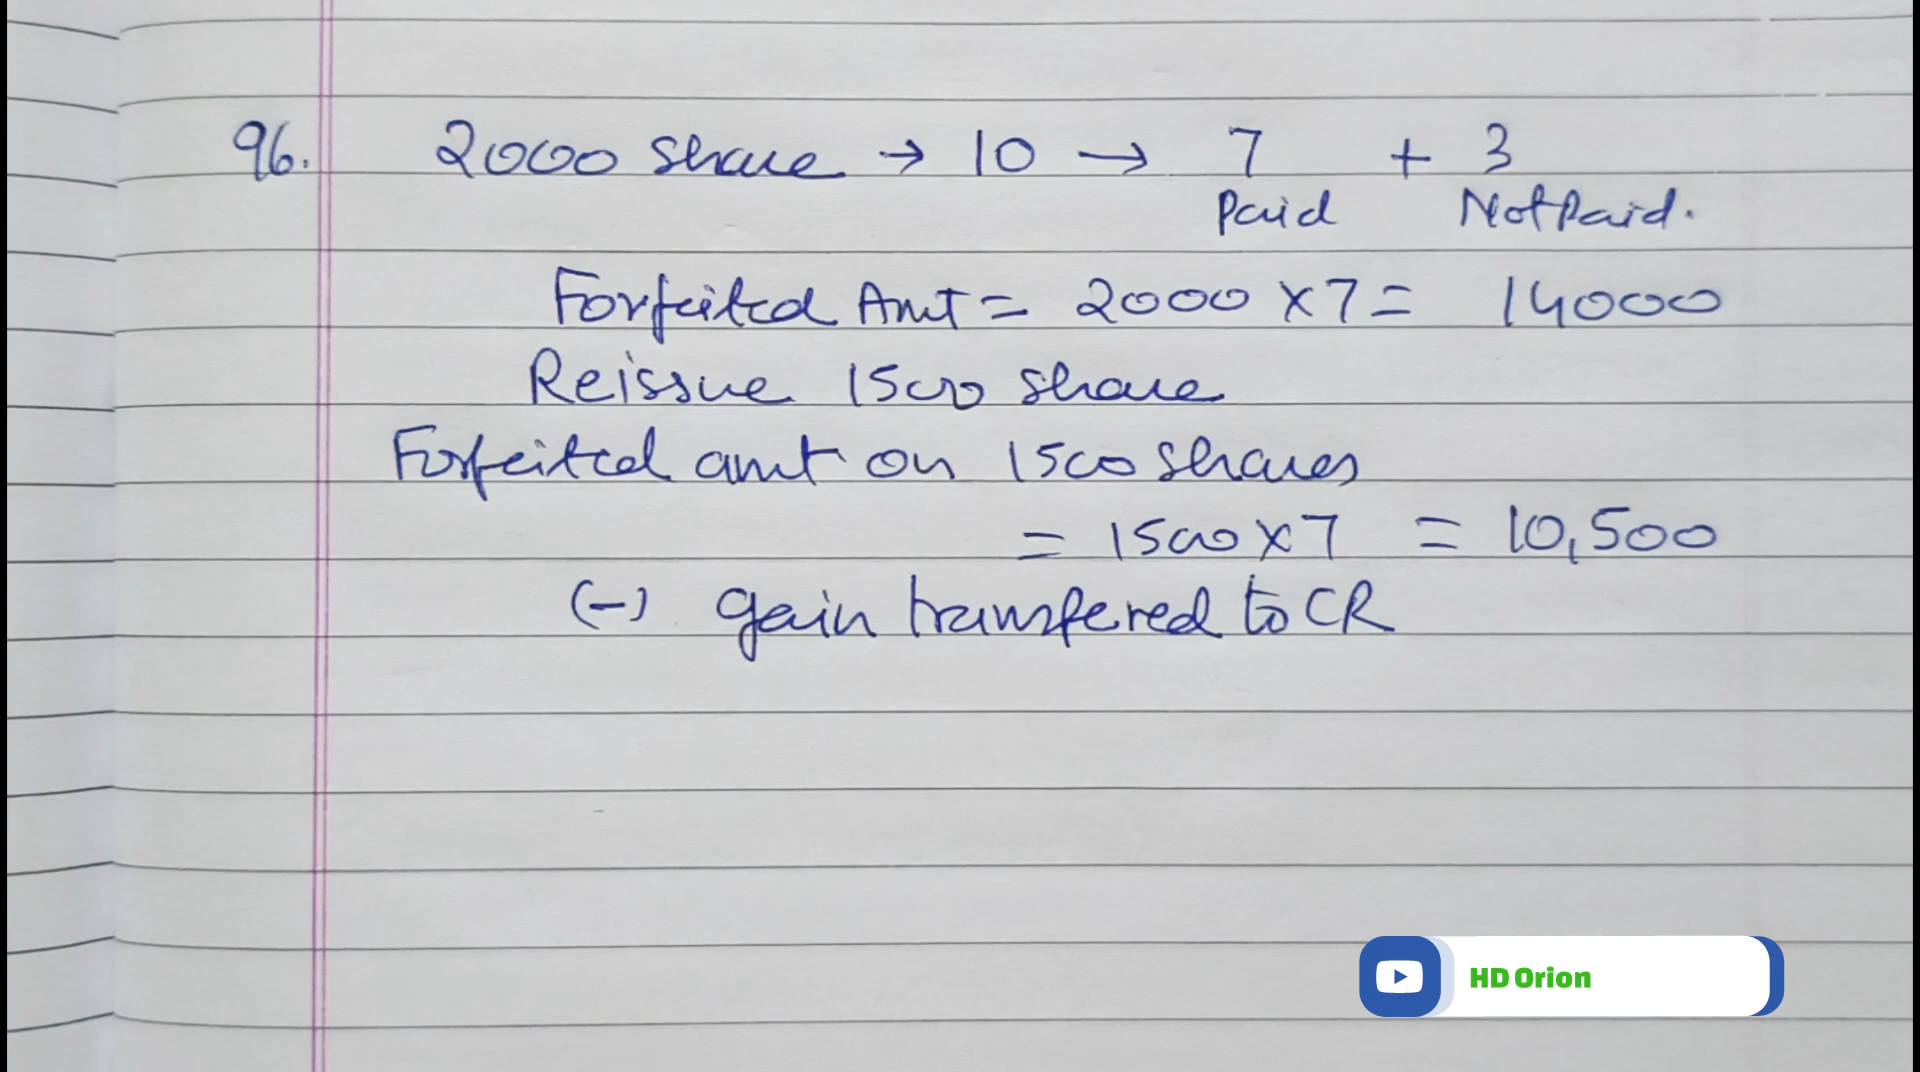 96. 2000 share → 10 → 7 + 3
Paid Not Paid.
Forfeited Amt = 2000 × 7 = 14000
Reissue 1500 share
Forfeited amt on 1500 shares
= 1500 × 7 = 10,500
(-) gain transfered to CR
HD Orion